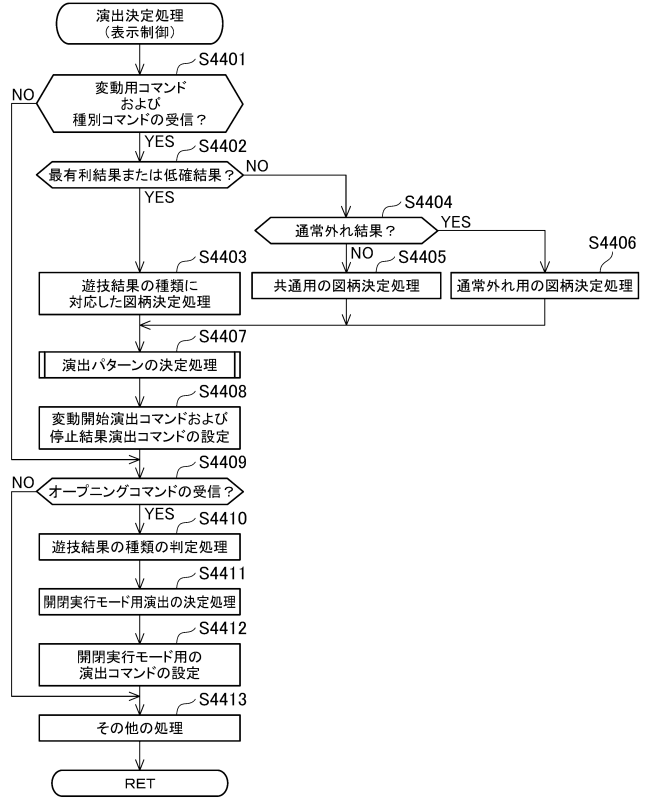 演出決定処理
（表示制御）
S4401
変動用コマンド
および
種別コマンドの受信？
NO
YES
S4402
最有利結果または低確結果？
NO
YES
S4404
通常外れ結果？
YES
NO
S4403
遊技結果の種類に
対応した図柄決定処理
S4405
共通用の図柄決定処理
S4406
通常外れ用の図柄決定処理
S4407
演出パターンの決定処理
S4408
変動開始演出コマンドおよび
停止結果演出コマンドの設定
S4409
オープニングコマンドの受信？
NO
YES
S4410
遊技結果の種類の判定処理
S4411
開閉実行モード用演出の決定処理
S4412
開閉実行モード用の
演出コマンドの設定
S4413
その他の処理
RET